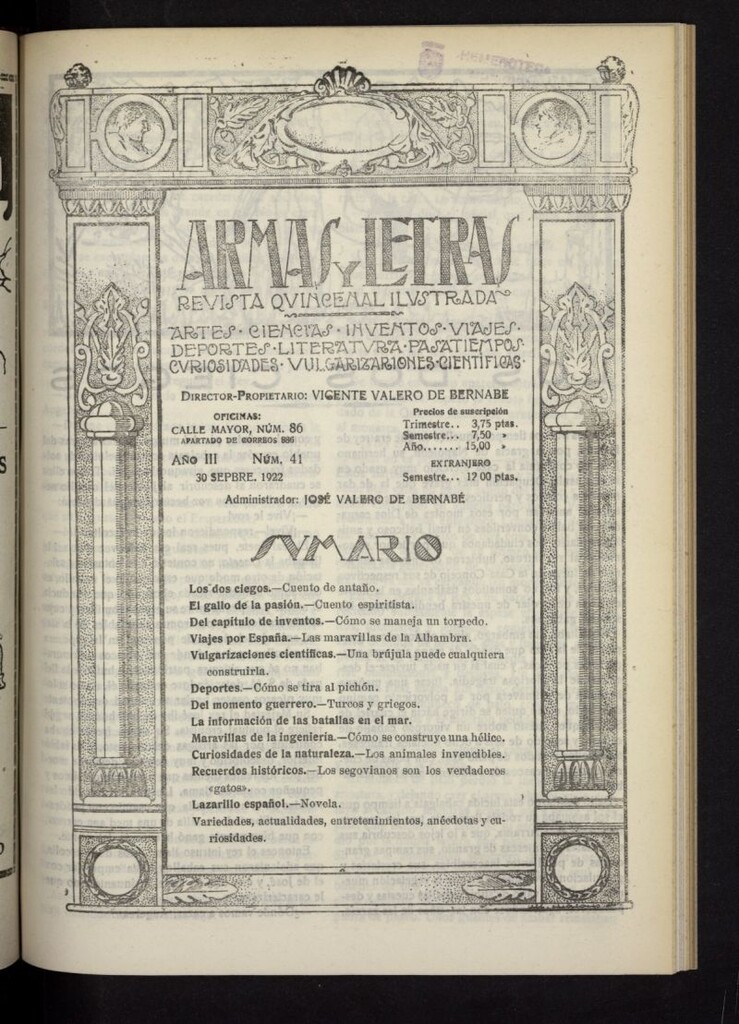 HEMEROTECA
ARMAS Y LETRAS
REVISTA QVINCENAL ILVSTRADA
ARTES · CIENCIAS · INVENTOS · VIAJES ·
DEPORTES · LITERATVRA · PASATIEMPOS ·
CVRIOSIDADES · VULGARIZARIONES · CIENTÍFICAS ·
DIRECTOR-PROPIETARIO: VICENTE VALERO DE BERNABE
OFICINAS:
CALLE MAYOR, NÚM. 86
APARTADO DE CORREOS 886
AÑO III NÚM. 41
30 SEPBRE. 1922
Precios de suscripción
Trimestre.. 3,75 ptas.
Semestre... 7,50 »
Año....... 15,00 »
EXTRANJERO
Semestre... 12 00 ptas.
Administrador: JOSÉ VALERO DE BERNABÉ
SVMARIO
Los dos ciegos.—Cuento de antaño.
El gallo de la pasión.—Cuento espiritista.
Del capítulo de inventos.—Cómo se maneja un torpedo.
Viajes por España.—Las maravillas de la Alhambra.
Vulgarizaciones científicas.—Una brújula puede cualquiera
construirla.
Deportes.—Cómo se tira al pichón.
Del momento guerrero.—Turcos y griegos.
La información de las batallas en el mar.
Maravillas de la ingeniería.—Cómo se construye una hélice.
Curiosidades de la naturaleza.—Los animales invencibles.
Recuerdos históricos.—Los segovianos son los verdaderos
«gatos».
Lazarillo español.—Novela.
Variedades, actualidades, entretenimientos, anécdotas y cu-
riosidades.